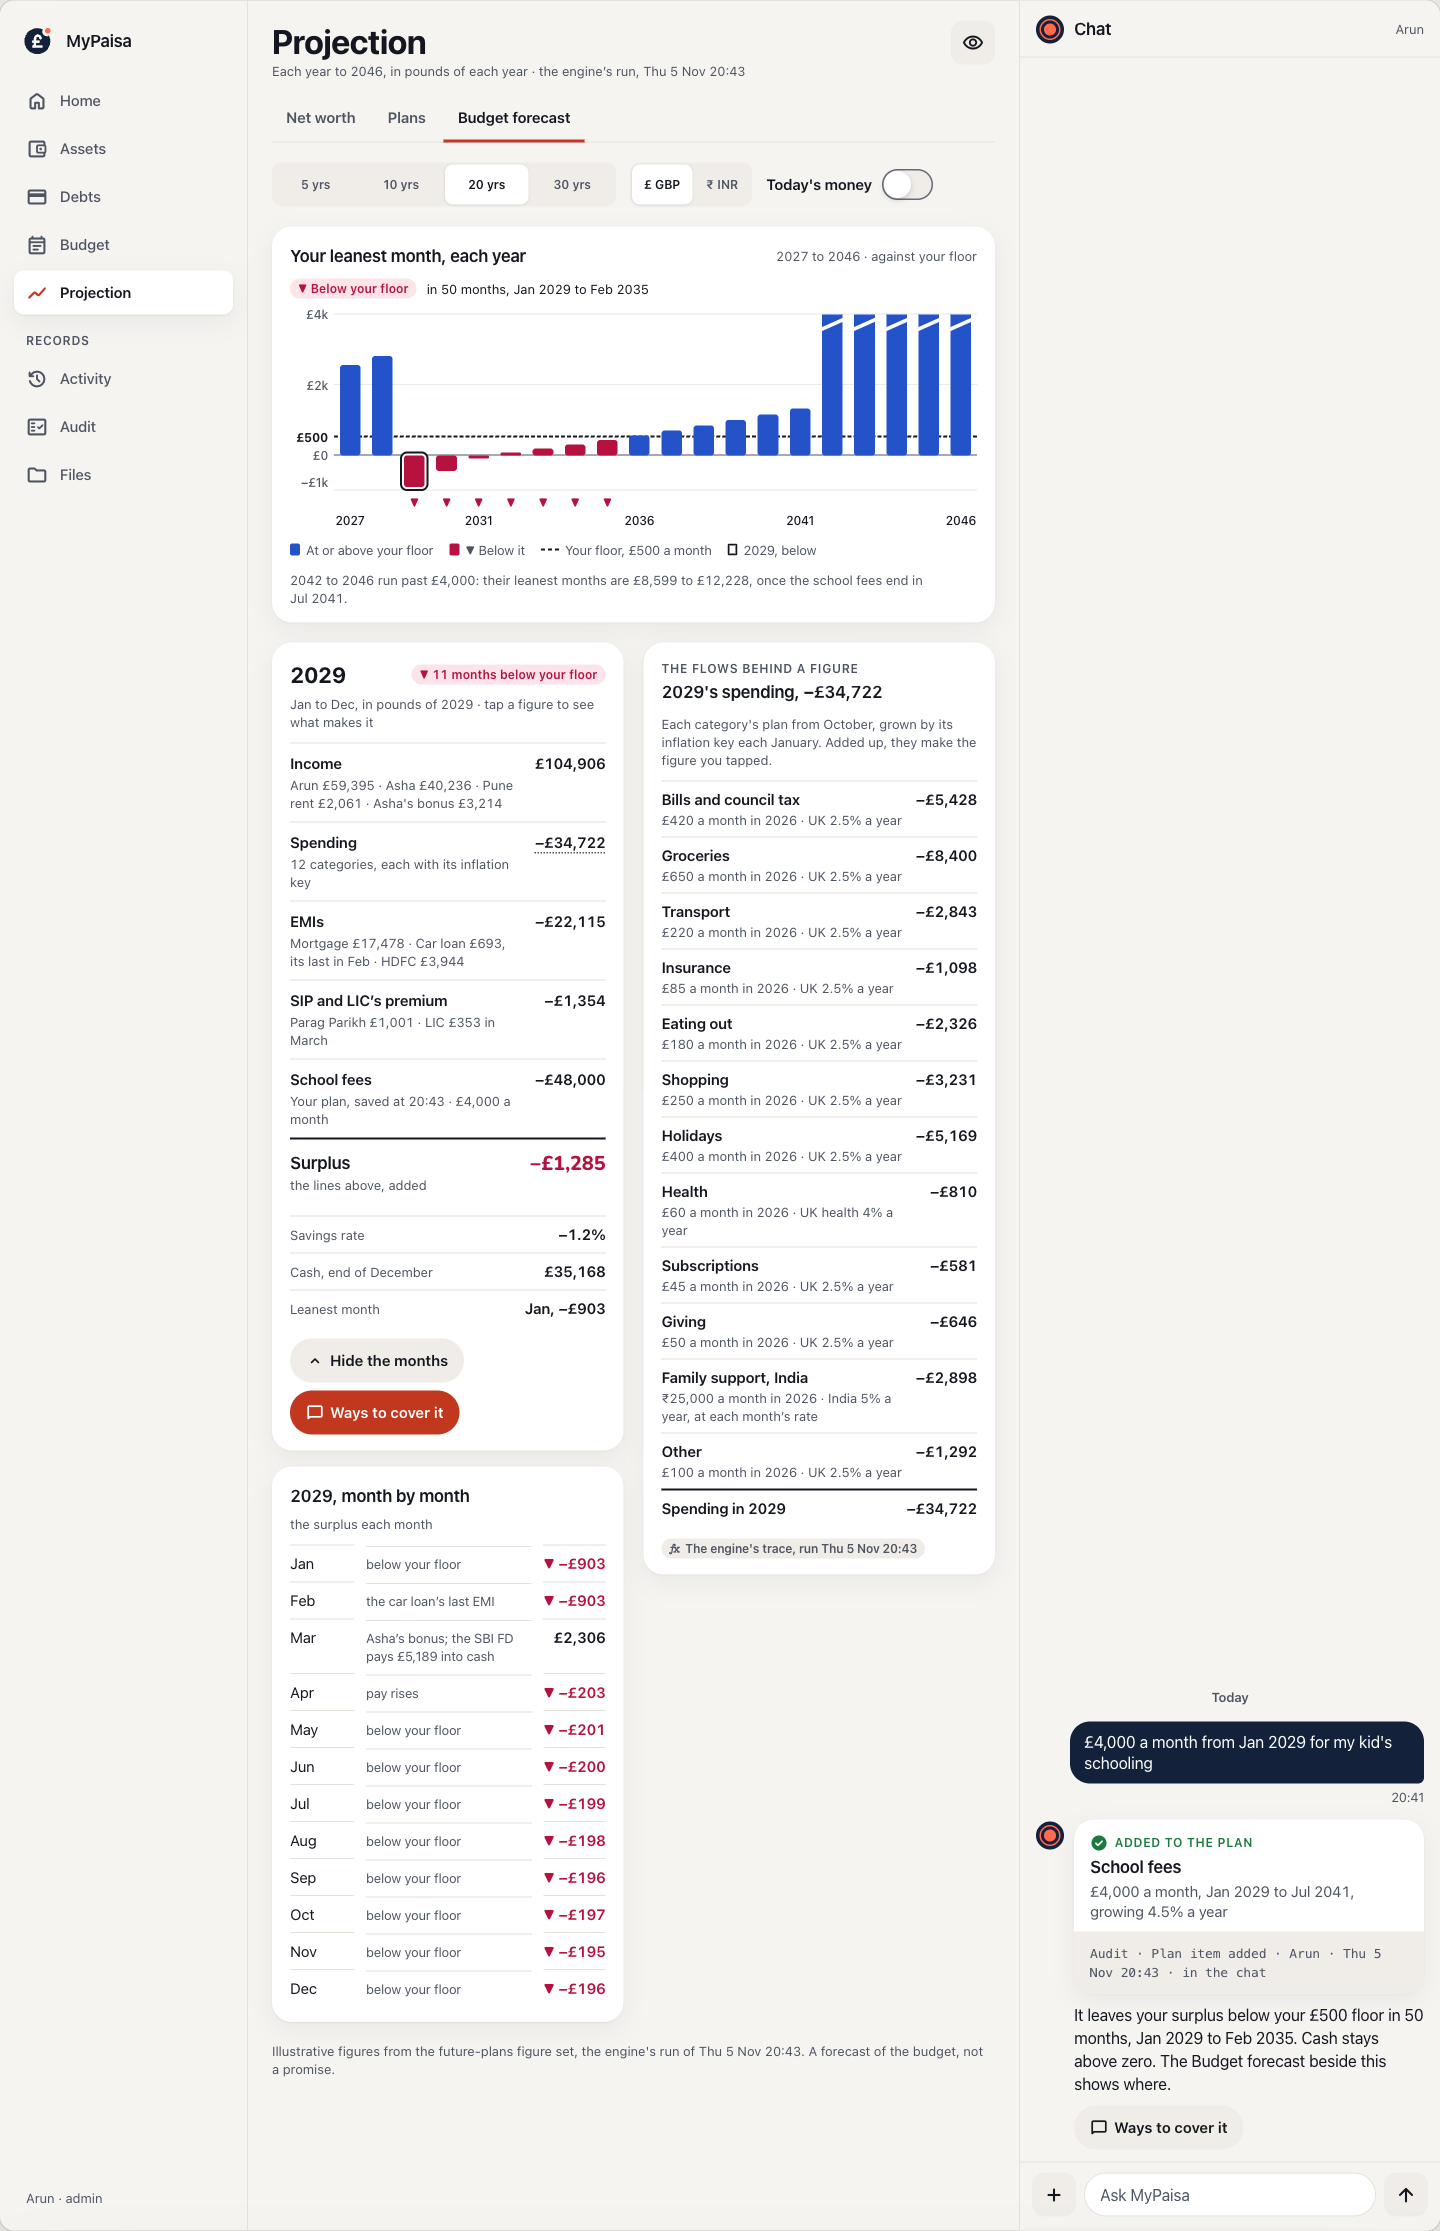 MyPaisa
Home
Assets
Debts
Budget
Projection
RECORDS
Activity
Audit
Files
Arun · admin
Projection
Each year to 2046, in pounds of each year · the engine's run, Thu 5 Nov 20:43
Net worth
Plans
Budget forecast
5 yrs
10 yrs
20 yrs
30 yrs
£ GBP
₹ INR
Today's money
Your leanest month, each year
2027 to 2046 · against your floor
▼ Below your floor
in 50 months, Jan 2029 to Feb 2035
£4k
£2k
£500
£0
−£1k
2027
2031
2036
2041
2046
At or above your floor
▼ Below it
Your floor, £500 a month
2029, below
2042 to 2046 run past £4,000: their leanest months are £8,599 to £12,228, once the school fees end in
Jul 2041.
2029
▼ 11 months below your floor
Jan to Dec, in pounds of 2029 · tap a figure to see
what makes it
Income £104,906
Arun £59,395 · Asha £40,236 · Pune
rent £2,061 · Asha's bonus £3,214
Spending −£34,722
12 categories, each with its inflation
key
EMIs −£22,115
Mortgage £17,478 · Car loan £693,
its last in Feb · HDFC £3,944
SIP and LIC's premium −£1,354
Parag Parikh £1,001 · LIC £353 in
March
School fees −£48,000
Your plan, saved at 20:43 · £4,000 a
month
Surplus −£1,285
the lines above, added
Savings rate −1.2%
Cash, end of December £35,168
Leanest month Jan, −£903
Hide the months
Ways to cover it
2029, month by month
the surplus each month
Jan below your floor ▼ −£903
Feb the car loan's last EMI ▼ −£903
Mar Asha's bonus; the SBI FD £2,306
pays £5,189 into cash
Apr pay rises ▼ −£203
May below your floor ▼ −£201
Jun below your floor ▼ −£200
Jul below your floor ▼ −£199
Aug below your floor ▼ −£198
Sep below your floor ▼ −£196
Oct below your floor ▼ −£197
Nov below your floor ▼ −£195
Dec below your floor ▼ −£196
THE FLOWS BEHIND A FIGURE
2029's spending, −£34,722
Each category's plan from October, grown by its
inflation key each January. Added up, they make the
figure you tapped.
Bills and council tax −£5,428
£420 a month in 2026 · UK 2.5% a year
Groceries −£8,400
£650 a month in 2026 · UK 2.5% a year
Transport −£2,843
£220 a month in 2026 · UK 2.5% a year
Insurance −£1,098
£85 a month in 2026 · UK 2.5% a year
Eating out −£2,326
£180 a month in 2026 · UK 2.5% a year
Shopping −£3,231
£250 a month in 2026 · UK 2.5% a year
Holidays −£5,169
£400 a month in 2026 · UK 2.5% a year
Health −£810
£60 a month in 2026 · UK health 4% a
year
Subscriptions −£581
£45 a month in 2026 · UK 2.5% a year
Giving −£646
£50 a month in 2026 · UK 2.5% a year
Family support, India −£2,898
₹25,000 a month in 2026 · India 5% a
year, at each month's rate
Other −£1,292
£100 a month in 2026 · UK 2.5% a year
Spending in 2029 −£34,722
fx The engine's trace, run Thu 5 Nov 20:43
Illustrative figures from the future-plans figure set, the engine's run of Thu 5 Nov 20:43. A forecast of the budget, not
a promise.
Chat
Arun
Today
£4,000 a month from Jan 2029 for my kid's
schooling
20:41
ADDED TO THE PLAN
School fees
£4,000 a month, Jan 2029 to Jul 2041,
growing 4.5% a year
Audit · Plan item added · Arun · Thu 5
Nov 20:43 · in the chat
It leaves your surplus below your £500 floor in 50
months, Jan 2029 to Feb 2035. Cash stays
above zero. The Budget forecast beside this
shows where.
Ways to cover it
Ask MyPaisa